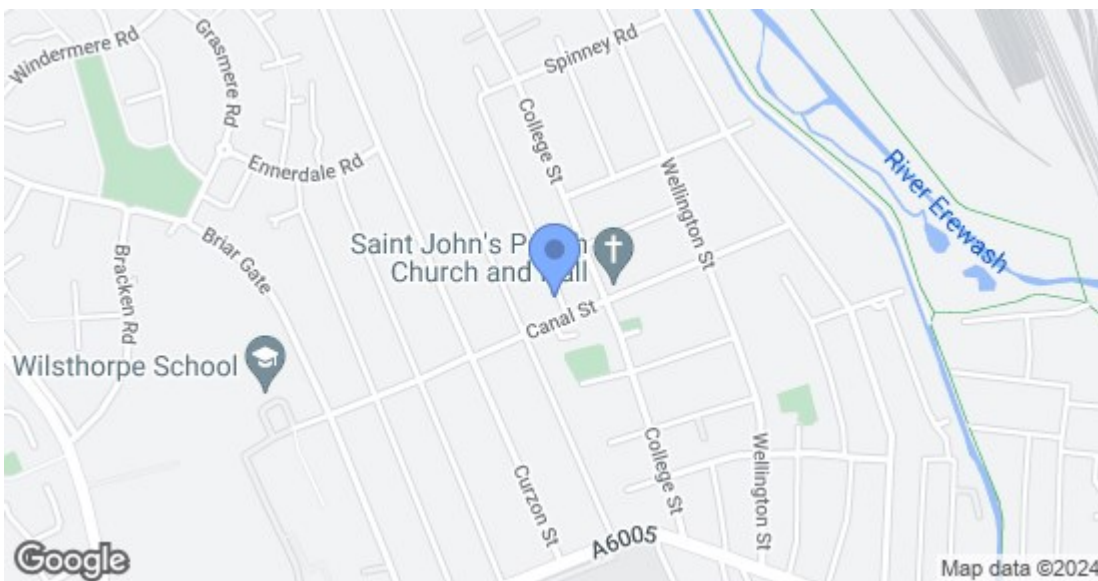 Windermere Rd
Grasmere Rd
Spinney Rd
College St
Ennerdale Rd
Wellington St
River Erewash
Briar Gate
Bracken Rd
Saint John's P h
Church and all
Canal St
Wilsthorpe School
Curzon St
College St
Wellington St
A6005
Google
Map data ©2024